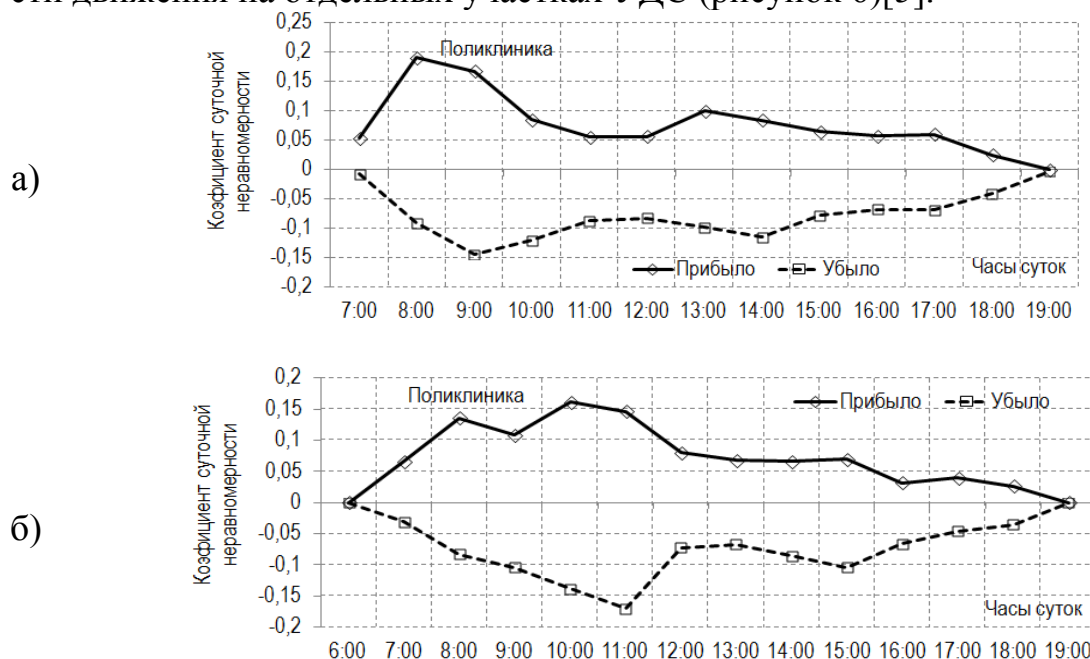 сти движения на отдельных участках УДС (рисунок 6)[5].
а)
Коэфициент суточной
неравномерности
0,25
0,2
0,15
0,1
0,05
0
-0,05
-0,1
-0,15
-0,2
Поликлиника
Прибыло
Убыло
Часы суток
7:00 8:00 9:00 10:00 11:00 12:00 13:00 14:00 15:00 16:00 17:00 18:00 19:00
б)
Коэфициент суточной
неравномерности
0,2
0,15
0,1
0,05
0
-0,05
-0,1
-0,15
-0,2
Поликлиника
Прибыло
Убыло
Часы суток
6:00 7:00 8:00 9:00 10:00 11:00 12:00 13:00 14:00 15:00 16:00 17:00 18:00 19:00